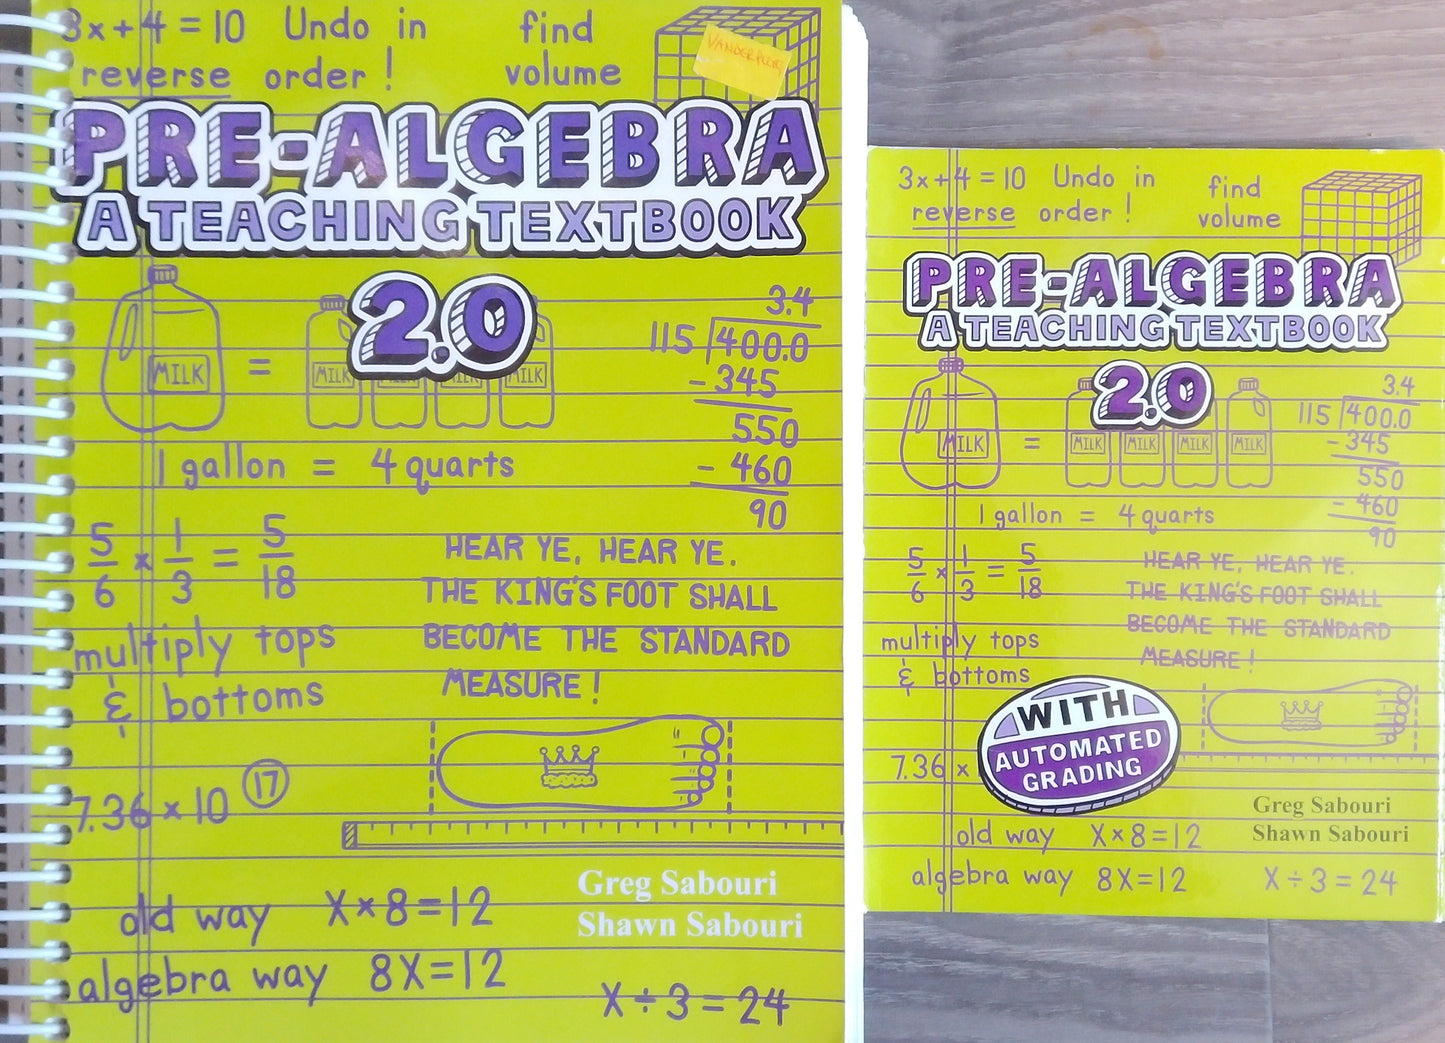 3x+4=10 Undo in
reverse order!
find
volume
PRE-ALGEBRA
A TEACHING TEXTBOOK
2.0
MILK = MILK MILK MILK MILK
1 gallon = 4 quarts
3.4
115 400.0
-345
550
-460
90
5/6 × 1/3 = 5/18
multiply tops
& bottoms
HEAR YE, HEAR YE.
THE KING'S FOOT SHALL
BECOME THE STANDARD
MEASURE!
7.36 × 10 17
Greg Sabouri
Shawn Sabouri
old way X×8=12
algebra way 8X=12
X÷3=24
3x+4=10 Undo in
reverse order!
find
volume
PRE-ALGEBRA
A TEACHING TEXTBOOK
2.0
MILK = MILK MILK MILK MILK
1 gallon = 4 quarts
3.4
115 400.0
-345
550
-460
90
5/6 × 1/3 = 5/18
multiply tops
& bottoms
HEAR YE, HEAR YE.
THE KING'S FOOT SHALL
BECOME THE STANDARD
MEASURE!
7.36 ×
WITH
AUTOMATED
GRADING
Greg Sabouri
Shawn Sabouri
old way X×8=12
algebra way 8X=12
X÷3=24